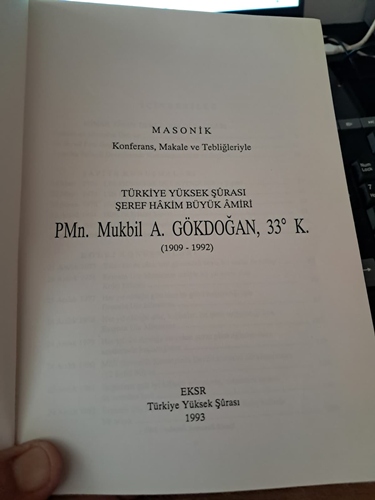 MASONİK
Konferans, Makale ve Tebliğleriyle
TÜRKİYE YÜKSEK ŞÛRASI
ŞEREF HÂKİM BÜYÜK ÂMİRİ
PMn. Mukbil A. GÖKDOĞAN, 33° K.
(1909 - 1992)
EKSR
Türkiye Yüksek Şûrası
1993